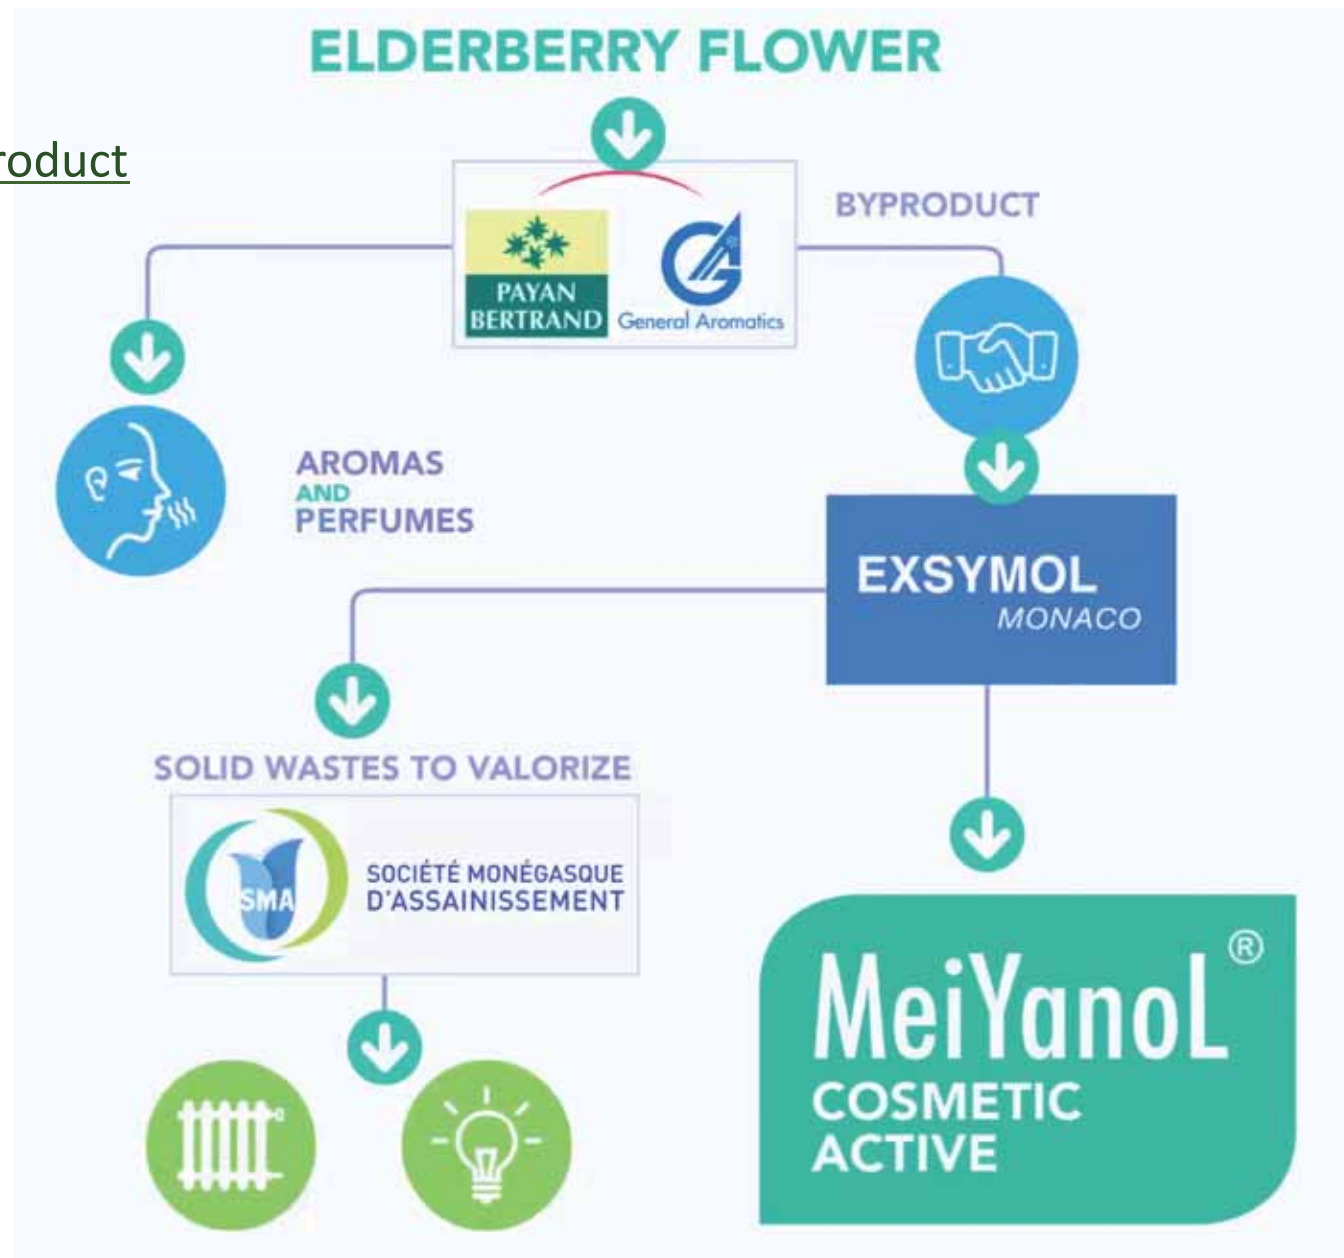 ELDERBERRY FLOWER
roduct
BYPRODUCT
PAYAN
BERTRAND
General Aromatics
AROMAS
AND
PERFUMES
EXSYMOL
MONACO
SOLID WASTES TO VALORIZE
SMA
SOCIÉTÉ MONÉGASQUE
D'ASSAINISSEMENT
MeiYanoL®
COSMETIC
ACTIVE